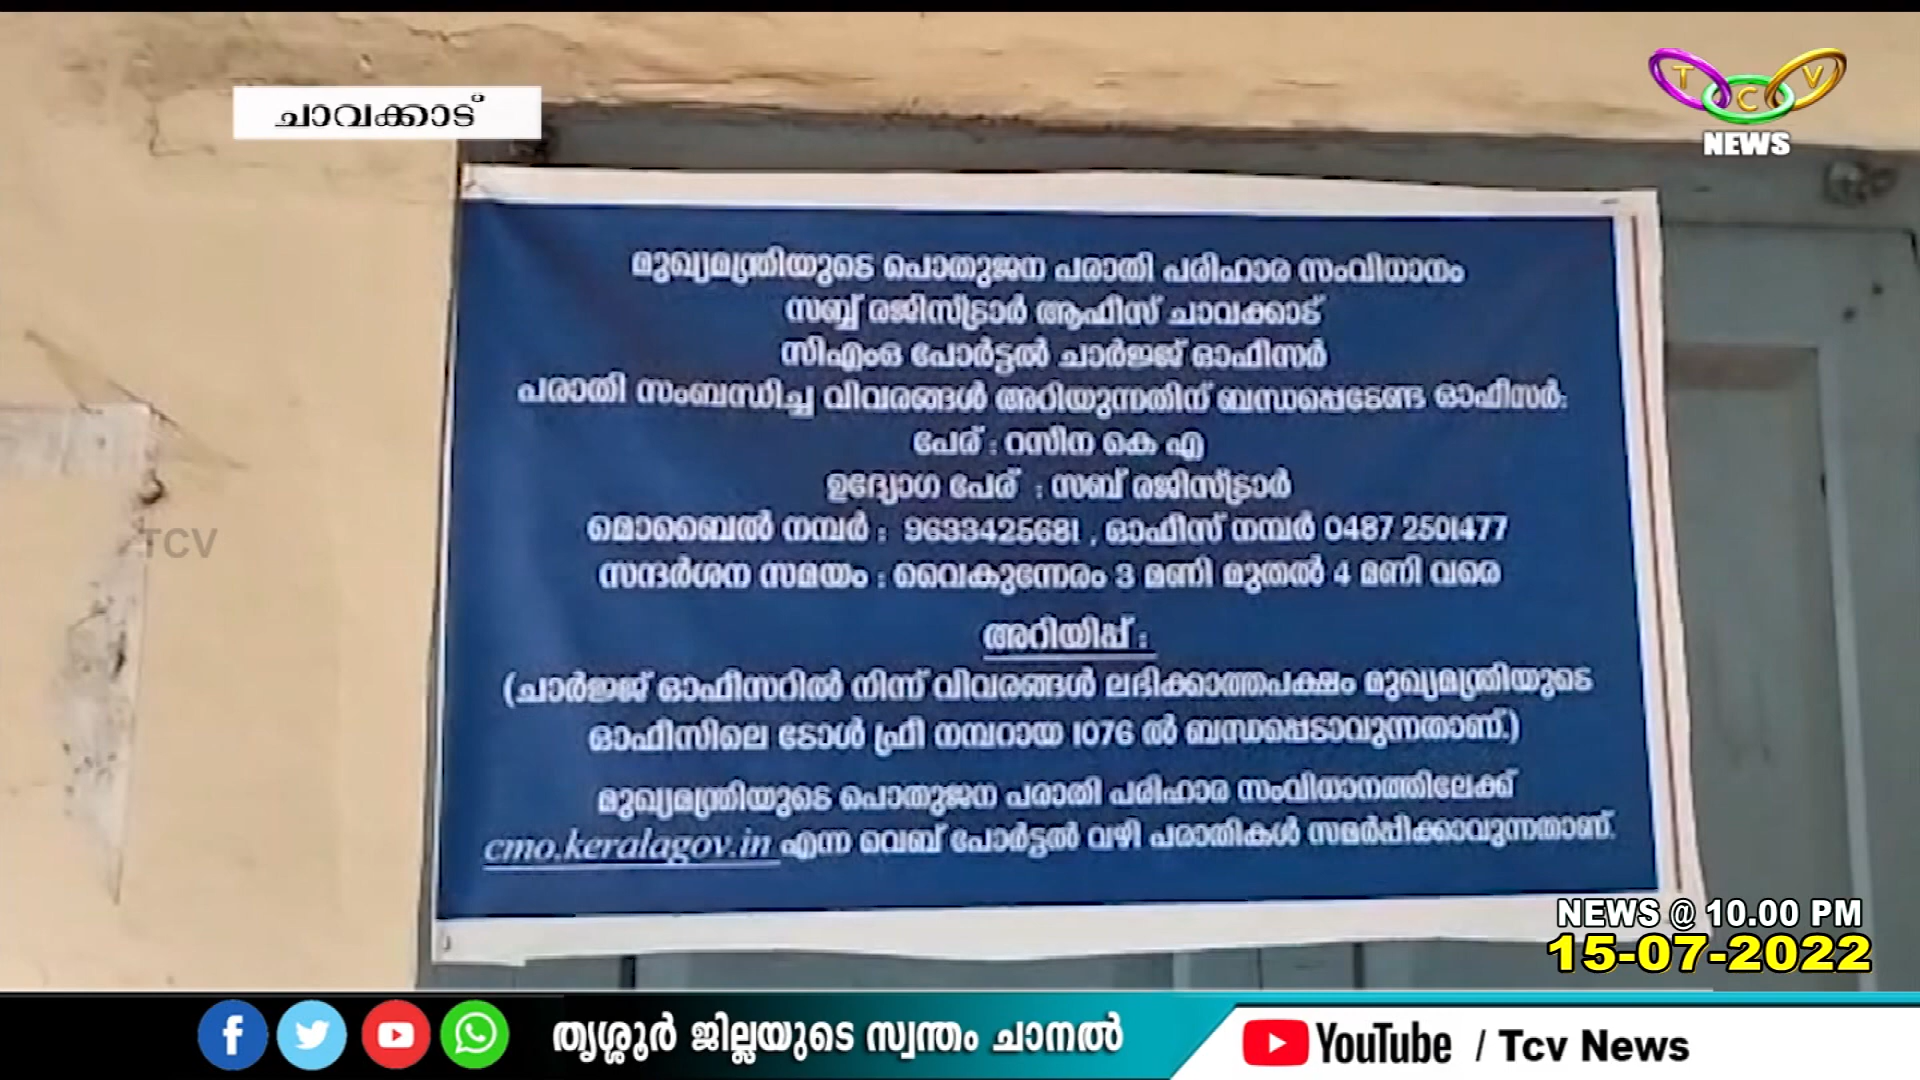 ചാവക്കാട്
T C V
NEWS
മുഖ്യമന്ത്രിയുടെ പൊതുജന പരാതി പരിഹാര സംവിധാനം
സബ്ബ് രജിസ്ട്രാർ ആഫീസ് ചാവക്കാട്
സിഎംഒ പോർട്ടൽ ചാർജ്ജ് ഓഫീസർ
പരാതി സംബന്ധിച്ച വിവരങ്ങൾ അറിയുന്നതിന് ബന്ധപ്പെടേണ്ട ഓഫീസർ:
പേര് : റസീന കെ എ
ഉദ്യോഗ പേര് : സബ് രജിസ്ട്രാർ
മൊബൈൽ നമ്പർ : 9633425681 , ഓഫീസ് നമ്പർ 0487 2501477
സന്ദർശന സമയം : വൈകുന്നേരം 3 മണി മുതൽ 4 മണി വരെ
അറിയിപ്പ് :
(ചാർജ്ജ് ഓഫീസറിൽ നിന്ന് വിവരങ്ങൾ ലഭിക്കാത്തപക്ഷം മുഖ്യമന്ത്രിയുടെ
ഓഫീസിലെ ടോൾ ഫ്രീ നമ്പറായ 1076 ൽ ബന്ധപ്പെടാവുന്നതാണ്.)
മുഖ്യമന്ത്രിയുടെ പൊതുജന പരാതി പരിഹാര സംവിധാനത്തിലേക്ക്
cmo.keralagov.in എന്ന വെബ് പോർട്ടൽ വഴി പരാതികൾ സമർപ്പിക്കാവുന്നതാണ്.
TCV
NEWS @ 10.00 PM
15-07-2022
തൃശ്ശൂർ ജില്ലയുടെ സ്വന്തം ചാനൽ
YouTube / Tcv News